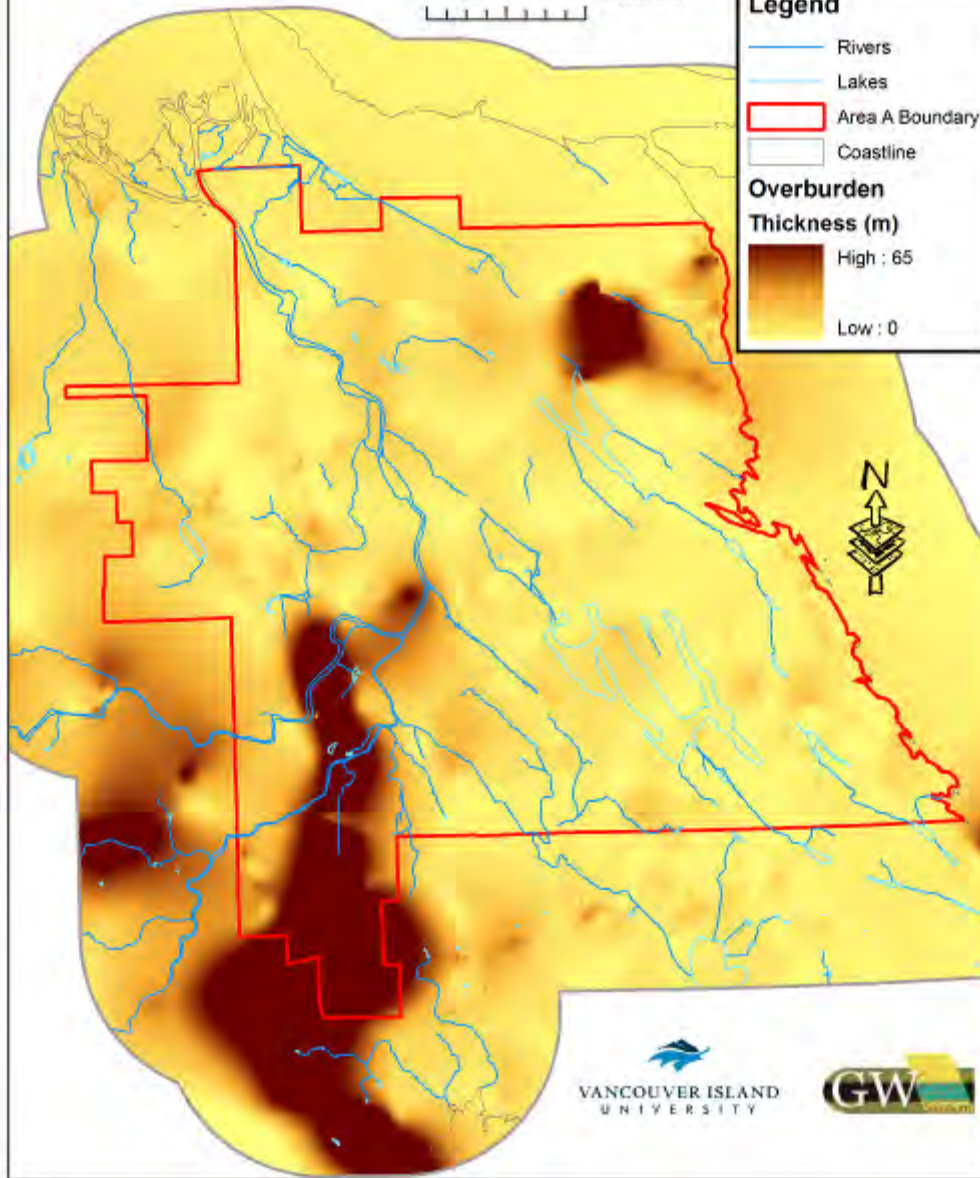 Legend
Rivers
Lakes
Area A Boundary
Coastline
Overburden
Thickness (m)
High : 65
Low : 0
N
VANCOUVER ISLAND
UNIVERSITY
GW